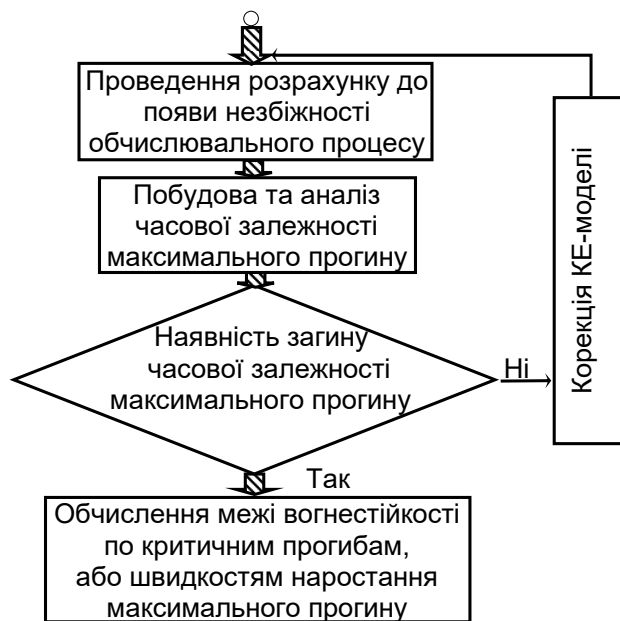 Проведення розрахунку до
появи незбіжності
обчислювального процесу
Побудова та аналіз
часової залежності
максимального прогину
Наявність загину
часової залежності
максимального прогину
Ні
Корекція КЕ-моделі
Так
Обчислення межі вогнестійкості
по критичним прогибам,
або швидкостям наростання
максимального прогину